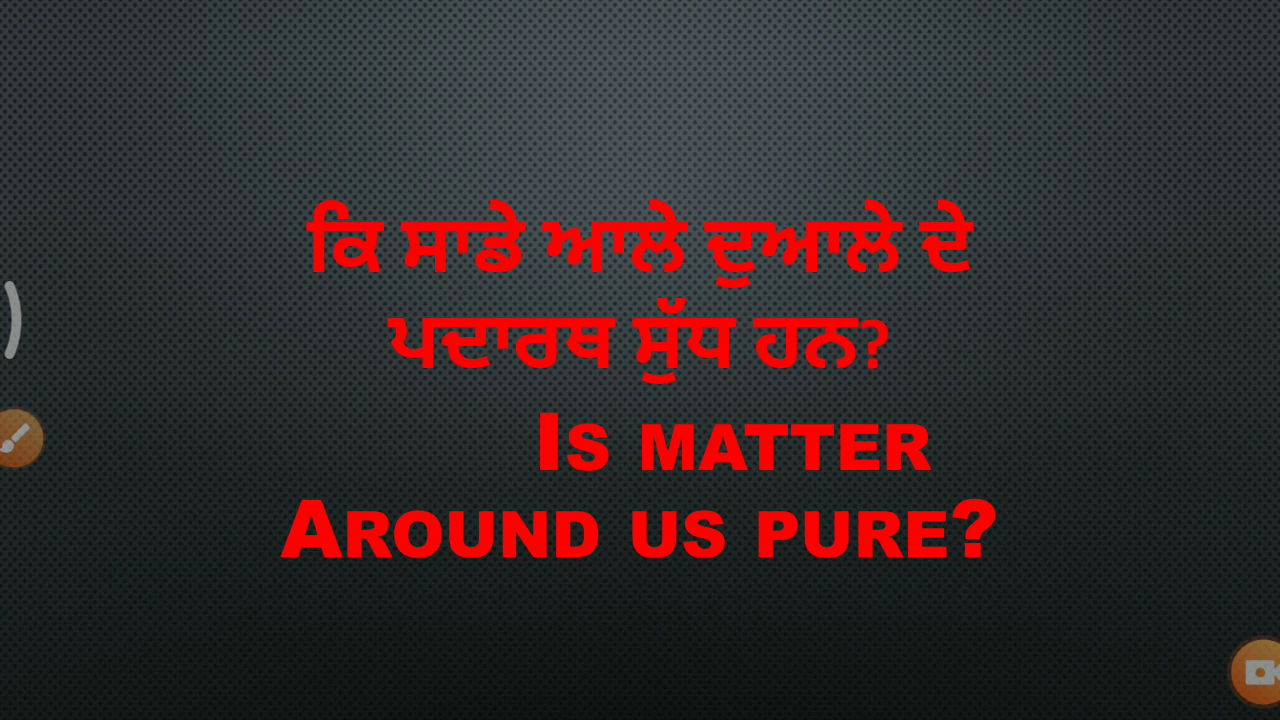 ਕਿ ਸਾਡੇ ਆਲੇ ਦੁਆਲੇ ਦੇ
ਪਦਾਰਥ ਸੁੱਧ ਹਨ?
IS MATTER
AROUND US PURE?